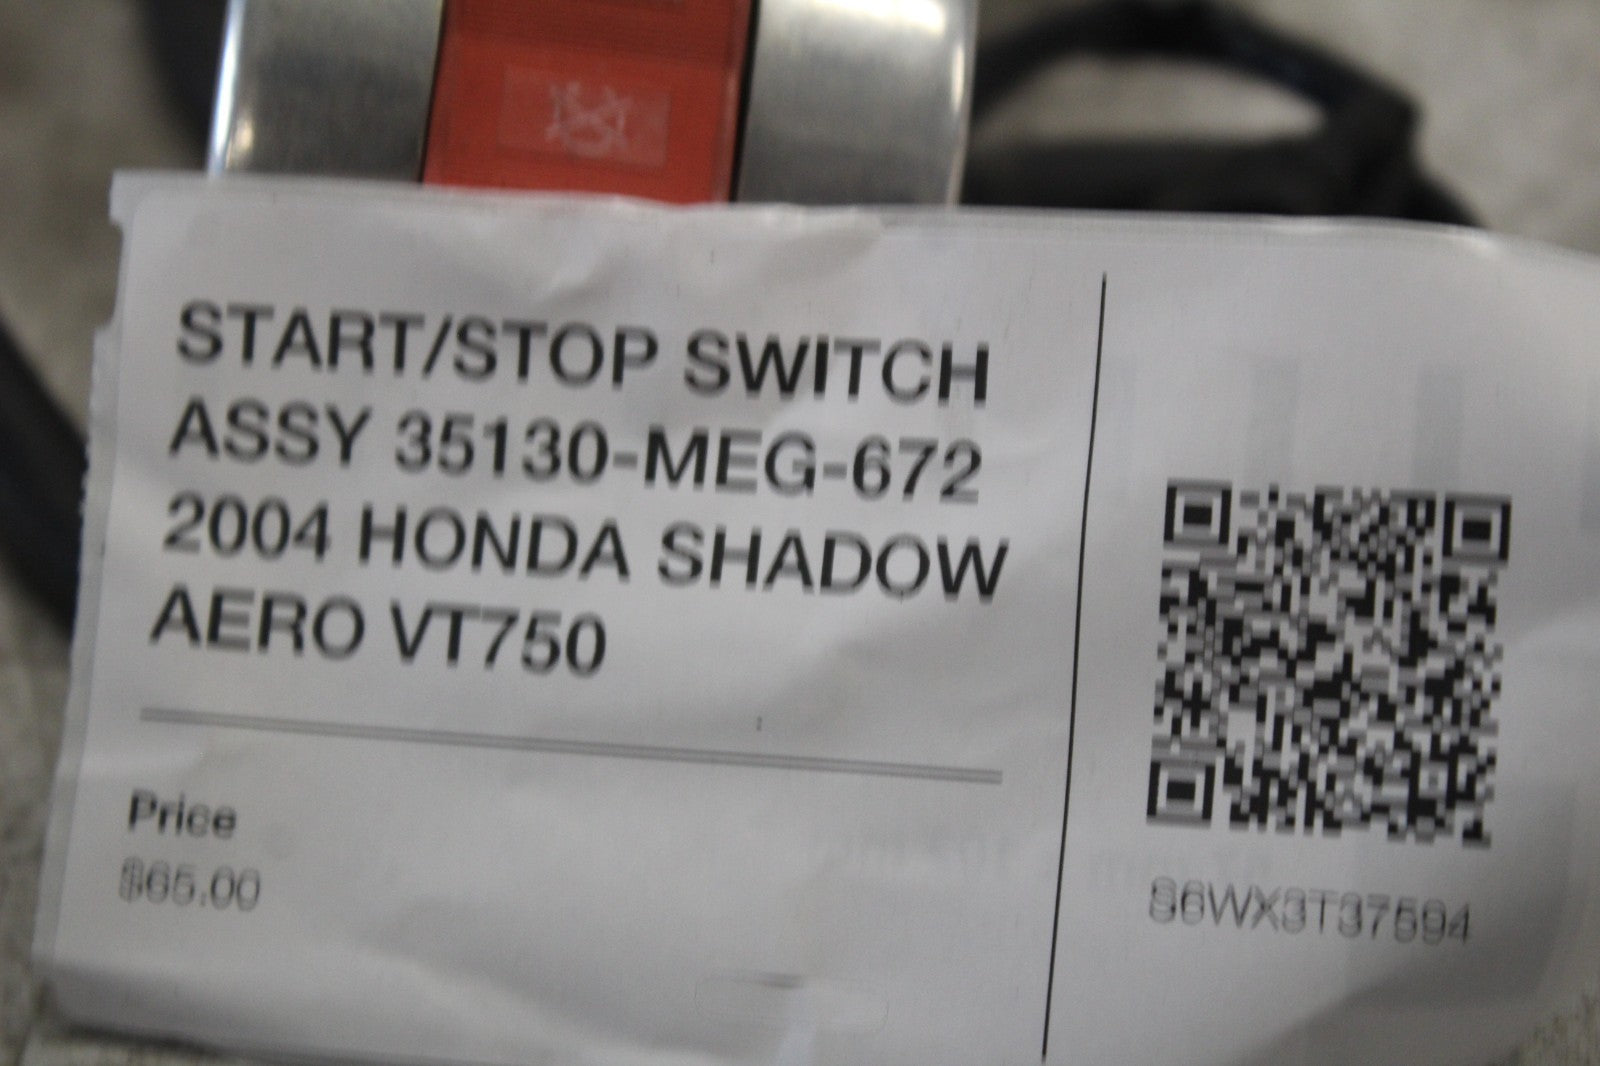 START/STOP SWITCH
ASSY 35130-MEG-672
2004 HONDA SHADOW
AERO VT750
Price
$65.00
S6WX3T37594